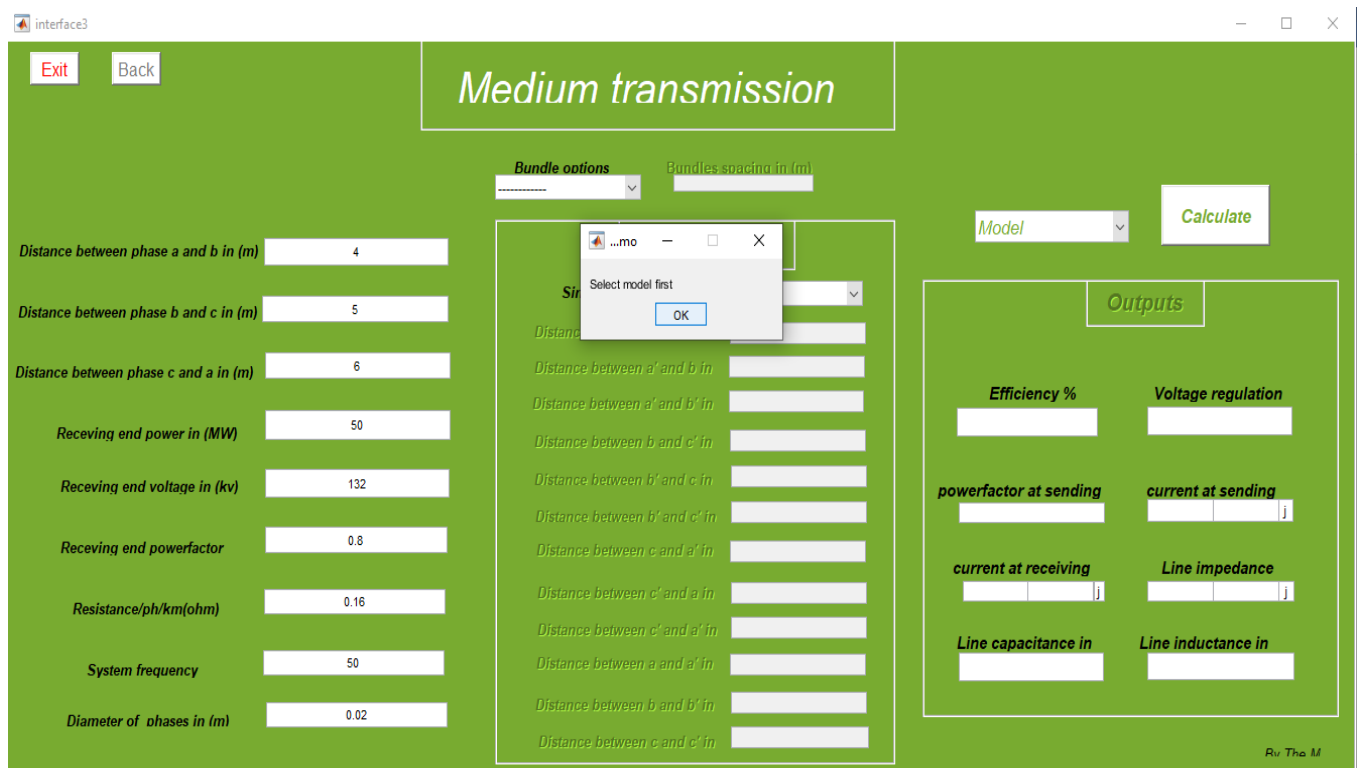 interface3
Exit
Back
Medium transmission
Bundle options
Bundles spacing in (m)
------------
Model
Calculate
...mo
Select model first
OK
Distance between phase a and b in (m)
4
Distance between phase b and c in (m)
5
Distance between phase c and a in (m)
6
Receving end power in (MW)
50
Receving end voltage in (kv)
132
Receving end powerfactor
0.8
Resistance/ph/km(ohm)
0.16
System frequency
50
Diameter of phases in (m)
0.02
Distance between a' and b in
Distance between a' and b' in
Distance between b and c' in
Distance between b' and c in
Distance between b' and c' in
Distance between c and a' in
Distance between c' and a in
Distance between c' and a' in
Distance between a and a' in
Distance between b and b' in
Distance between c and c' in
Outputs
Efficiency %
Voltage regulation
powerfactor at sending
current at sending
j
current at receiving
j
Line impedance
j
Line capacitance in
Line inductance in
By The M